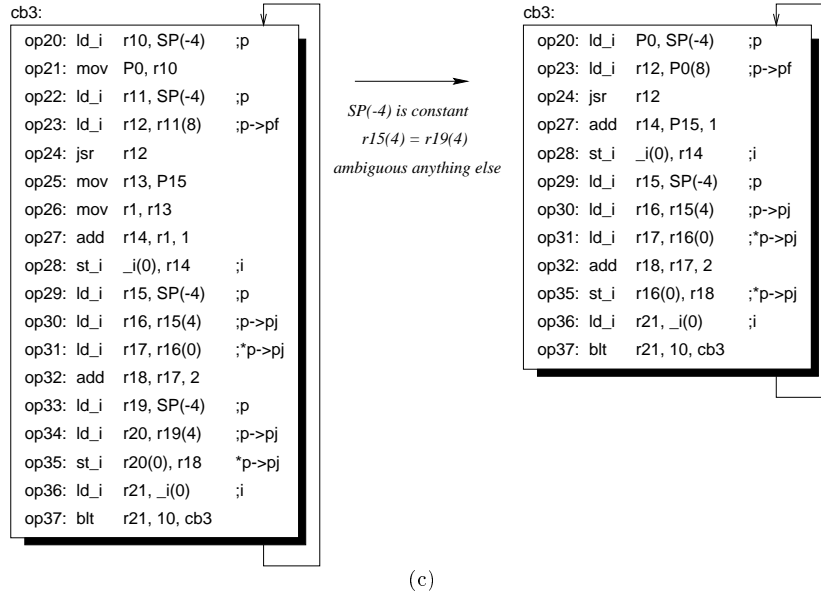 cb3:
op20: ld_i r10, SP(-4) ;p
op21: mov P0, r10
op22: ld_i r11, SP(-4) ;p
op23: ld_i r12, r11(8) ;p->pf
op24: jsr r12
op25: mov r13, P15
op26: mov r1, r13
op27: add r14, r1, 1
op28: st_i _i(0), r14 ;i
op29: ld_i r15, SP(-4) ;p
op30: ld_i r16, r15(4) ;p->pj
op31: ld_i r17, r16(0) ;*p->pj
op32: add r18, r17, 2
op33: ld_i r19, SP(-4) ;p
op34: ld_i r20, r19(4) ;p->pj
op35: st_i r20(0), r18 *p->pj
op36: ld_i r21, _i(0) ;i
op37: blt r21, 10, cb3
SP(-4) is constant
r15(4) = r19(4)
ambiguous anything else
cb3:
op20: ld_i P0, SP(-4) ;p
op23: ld_i r12, P0(8) ;p->pf
op24: jsr r12
op27: add r14, P15, 1
op28: st_i _i(0), r14 ;i
op29: ld_i r15, SP(-4) ;p
op30: ld_i r16, r15(4) ;p->pj
op31: ld_i r17, r16(0) ;*p->pj
op32: add r18, r17, 2
op35: st_i r16(0), r18 ;*p->pj
op36: ld_i r21, _i(0) ;i
op37: blt r21, 10, cb3
(c)